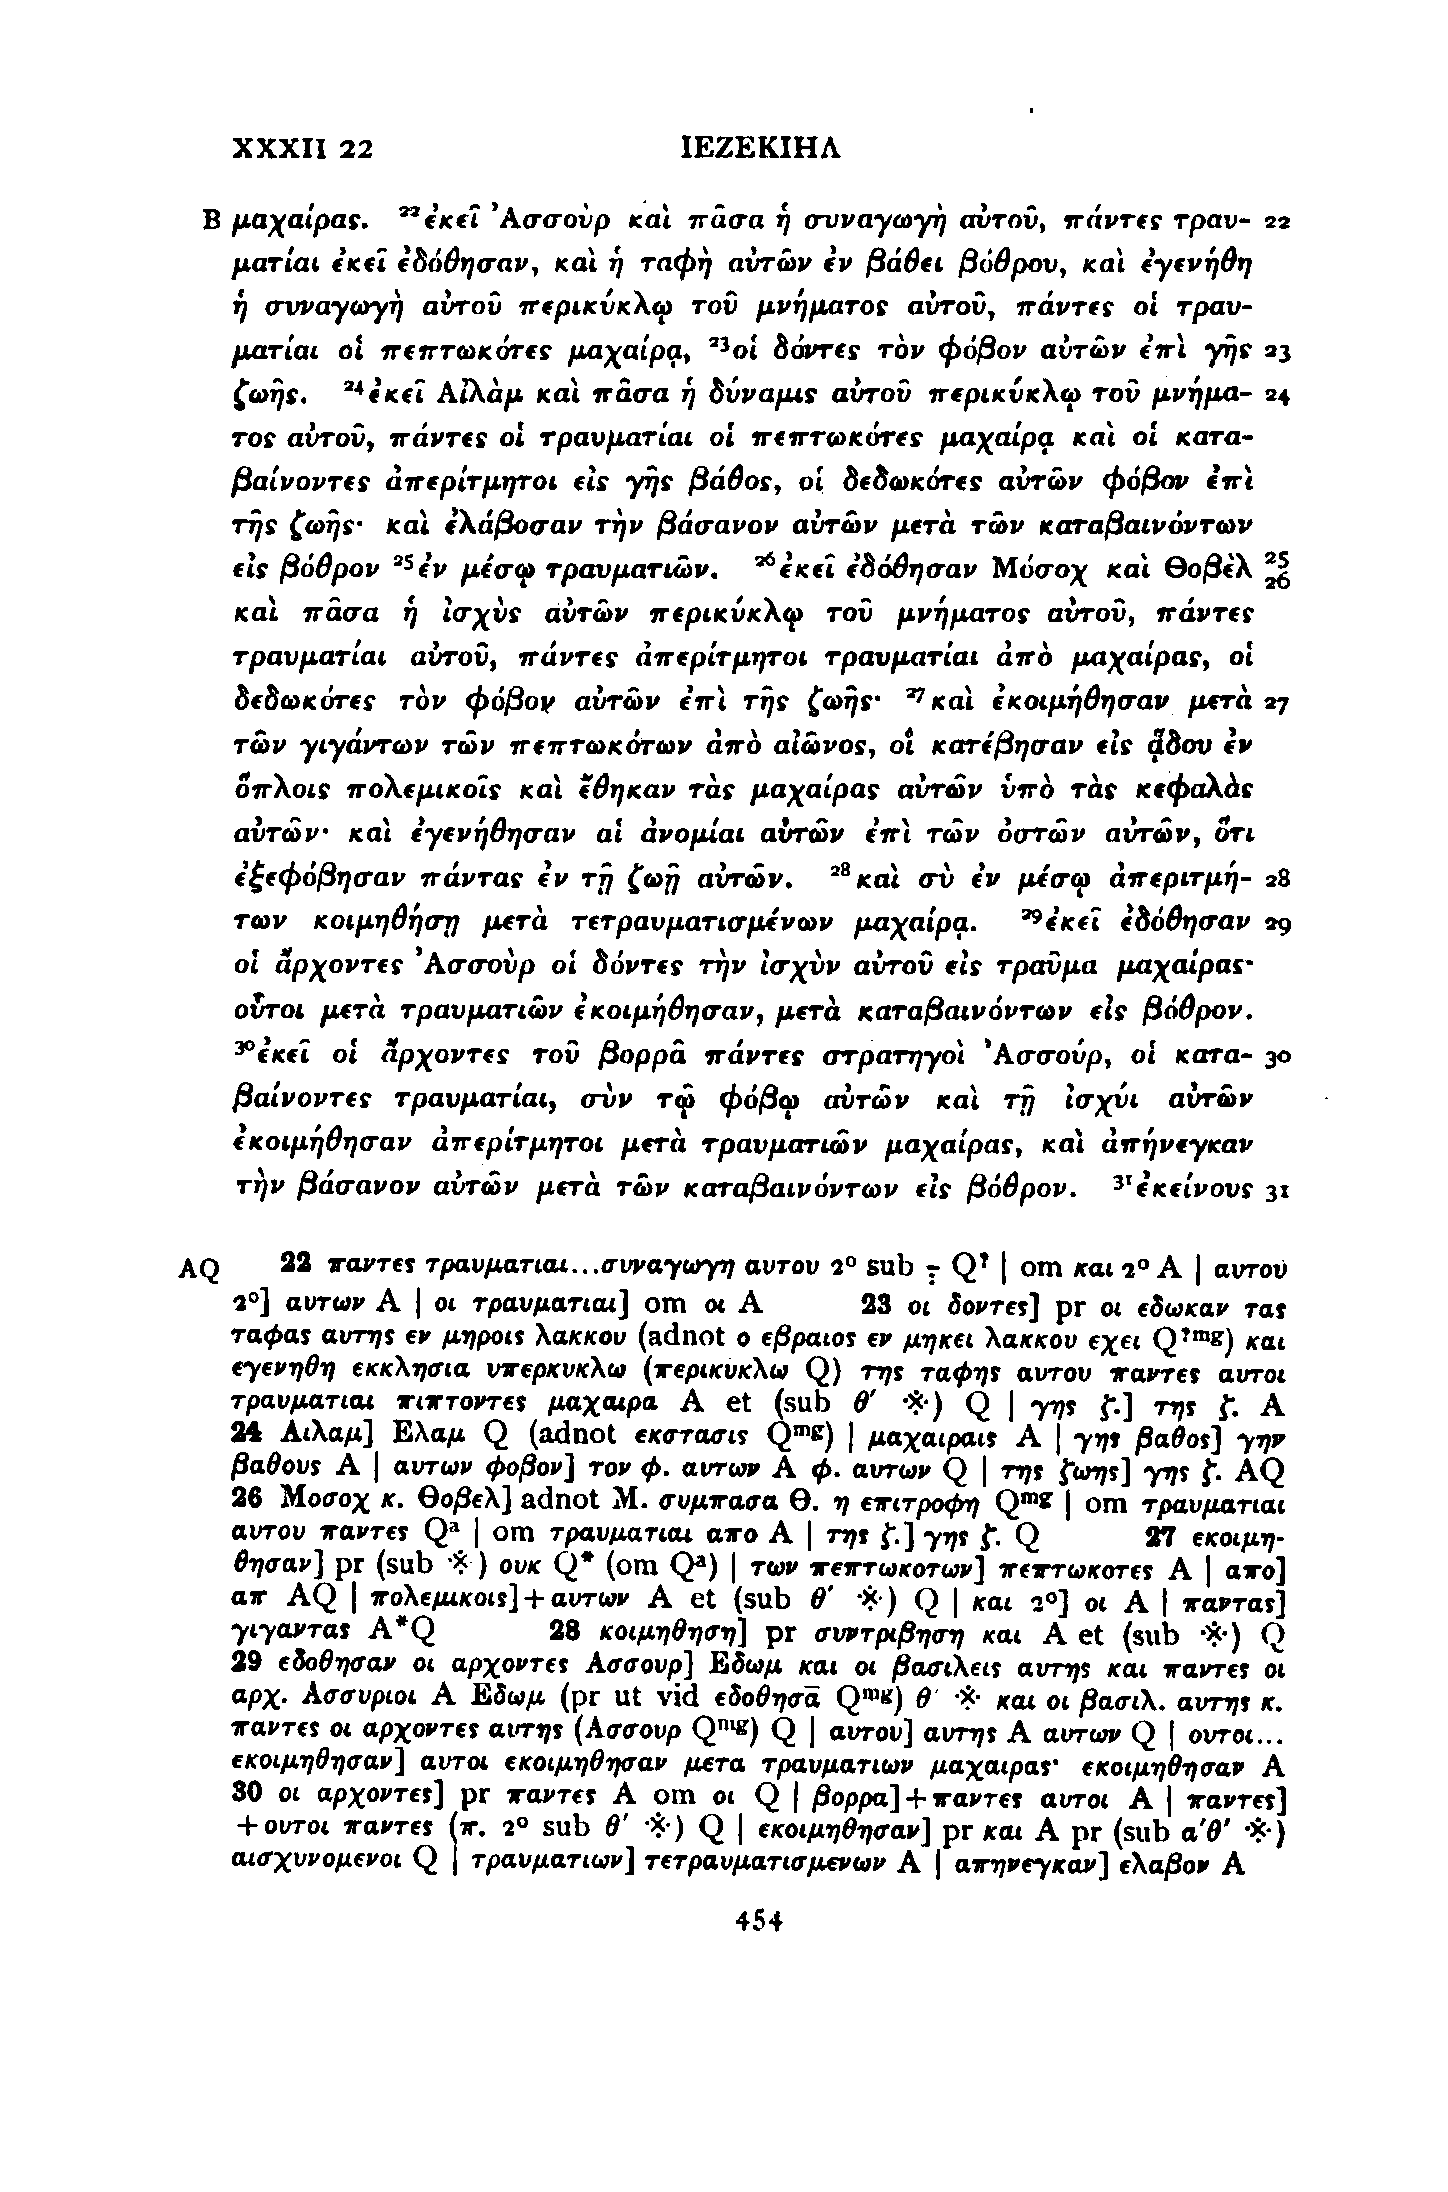 XXXII 22 ΙΕΖΕΚΙΗΛ
B μαχαίρας. ²²ἐκεῖ Ἀσσοὺρ καὶ πᾶσα ἡ συναγωγὴ αὐτοῦ, πάντες τραυ- 22
ματίαι ἐκεῖ ἐδόθησαν, καὶ ἡ ταφὴ αὐτῶν ἐν βάθει βόθρου, καὶ ἐγενήθη
ἡ συναγωγὴ αὐτοῦ περικύκλῳ τοῦ μνήματος αὐτοῦ, πάντες οἱ τραυ-
ματίαι οἱ πεπτωκότες μαχαίρᾳ, ²³οἱ δόντες τὸν φόβον αὐτῶν ἐπὶ γῆς 23
ζωῆς. ²⁴ἐκεῖ Αἰλὰμ καὶ πᾶσα ἡ δύναμις αὐτοῦ περικύκλῳ τοῦ μνήμα- 24
τος αὐτοῦ, πάντες οἱ τραυματίαι οἱ πεπτωκότες μαχαίρᾳ καὶ οἱ κατα-
βαίνοντες ἀπερίτμητοι εἰς γῆς βάθος, οἱ δεδωκότες αὐτῶν φόβον ἐπὶ
τῆς ζωῆς· καὶ ἐλάβοσαν τὴν βάσανον αὐτῶν μετὰ τῶν καταβαινόντων
εἰς βόθρον ²⁵ἐν μέσῳ τραυματιῶν. ²⁶ἐκεῖ ἐδόθησαν Μόσοχ καὶ Θοβὲλ 25 26
καὶ πᾶσα ἡ ἰσχὺς αὐτῶν περικύκλῳ τοῦ μνήματος αὐτοῦ, πάντες
τραυματίαι αὐτοῦ, πάντες ἀπερίτμητοι τραυματίαι ἀπὸ μαχαίρας, οἱ
δεδωκότες τὸν φόβον αὐτῶν ἐπὶ τῆς ζωῆς· ²⁷καὶ ἐκοιμήθησαν μετὰ 27
τῶν γιγάντων τῶν πεπτωκότων ἀπὸ αἰῶνος, οἳ κατέβησαν εἰς ᾅδου ἐν
ὅπλοις πολεμικοῖς καὶ ἔθηκαν τὰς μαχαίρας αὐτῶν ὑπὸ τὰς κεφαλὰς
αὐτῶν· καὶ ἐγενήθησαν αἱ ἀνομίαι αὐτῶν ἐπὶ τῶν ὀστῶν αὐτῶν, ὅτι
ἐξεφόβησαν πάντας ἐν τῇ ζωῇ αὐτῶν. ²⁸καὶ σὺ ἐν μέσῳ ἀπεριτμή- 28
των κοιμηθήσῃ μετὰ τετραυματισμένων μαχαίρᾳ. ²⁹ἐκεῖ ἐδόθησαν 29
οἱ ἄρχοντες Ἀσσοὺρ οἱ δόντες τὴν ἰσχὺν αὐτοῦ εἰς τραῦμα μαχαίρας·
οὗτοι μετὰ τραυματιῶν ἐκοιμήθησαν, μετὰ καταβαινόντων εἰς βόθρον.
³⁰ἐκεῖ οἱ ἄρχοντες τοῦ βορρᾶ πάντες στρατηγοὶ Ἀσσούρ, οἱ κατα- 30
βαίνοντες τραυματίαι, σὺν τῷ φόβῳ αὐτῶν καὶ τῇ ἰσχύι αὐτῶν
ἐκοιμήθησαν ἀπερίτμητοι μετὰ τραυματιῶν μαχαίρας, καὶ ἀπήνεγκαν
τὴν βάσανον αὐτῶν μετὰ τῶν καταβαινόντων εἰς βόθρον. ³¹ἐκείνους 31
AQ 22 παντες τραυματιαι...συναγωγη αυτου 2° sub ÷ Q? | om και 2° A | αυτου
2°] αυτων A | οι τραυματιαι] om οι A 23 οι δοντες] pr οι εδωκαν τας
ταφας αυτης εν μηροις λακκου (adnot ο εβραιος εν μηκει λακκου εχει Q?mg) και
εγενηθη εκκλησια υπερκυκλω (περικυκλω Q) της ταφης αυτου παντες αυτοι
τραυματιαι πιπτοντες μαχαιρα A et (sub θ′ ※) Q | γης ζ.] της ζ. A
24 Αιλαμ] Ελαμ Q (adnot εκστασις Qmg) | μαχαιραις A | γης βαθος] γην
βαθους A | αυτων φοβον] τον φ. αυτων A φ. αυτων Q | της ζωης] γης ζ. AQ
26 Μοσοχ κ. Θοβελ] adnot Μ. συμπασα Θ. η επιτροφη Qmg | om τραυματιαι
αυτου παντες Qa | om τραυματιαι απο A | της ζ.] γης ζ. Q 27 εκοιμη-
θησαν] pr (sub ※) ουκ Q* (om Qa) | των πεπτωκοτων] πεπτωκοτες A | απο]
απ AQ | πολεμικοις]+αυτων A et (sub θ′ ※) Q | και 2°] οι A | παντας]
γιγαντας A*Q 28 κοιμηθηση] pr συντριβηση και A et (sub ※) Q
29 εδοθησαν οι αρχοντες Ασσουρ] Εδωμ και οι βασιλεις αυτης και παντες οι
αρχ. Ασσυριοι A Εδωμ (pr ut vid εδοθησα̅ Qmg) θ′ ※ και οι βασιλ. αυτης κ.
παντες οι αρχοντες αυτης (Ασσουρ Qmg) Q | αυτου] αυτης A αυτων Q | ουτοι...
εκοιμηθησαν] αυτοι εκοιμηθησαν μετα τραυματιων μαχαιρας· εκοιμηθησαν A
30 οι αρχοντες] pr παντες A om οι Q | βορρα]+παντες αυτοι A | παντες]
+ουτοι παντες (π. 2° sub θ′ ※) Q | εκοιμηθησαν] pr και A pr (sub α′θ′ ※)
αισχυνομενοι Q | τραυματιων] τετραυματισμενων A | απηνεγκαν] ελαβον A
454